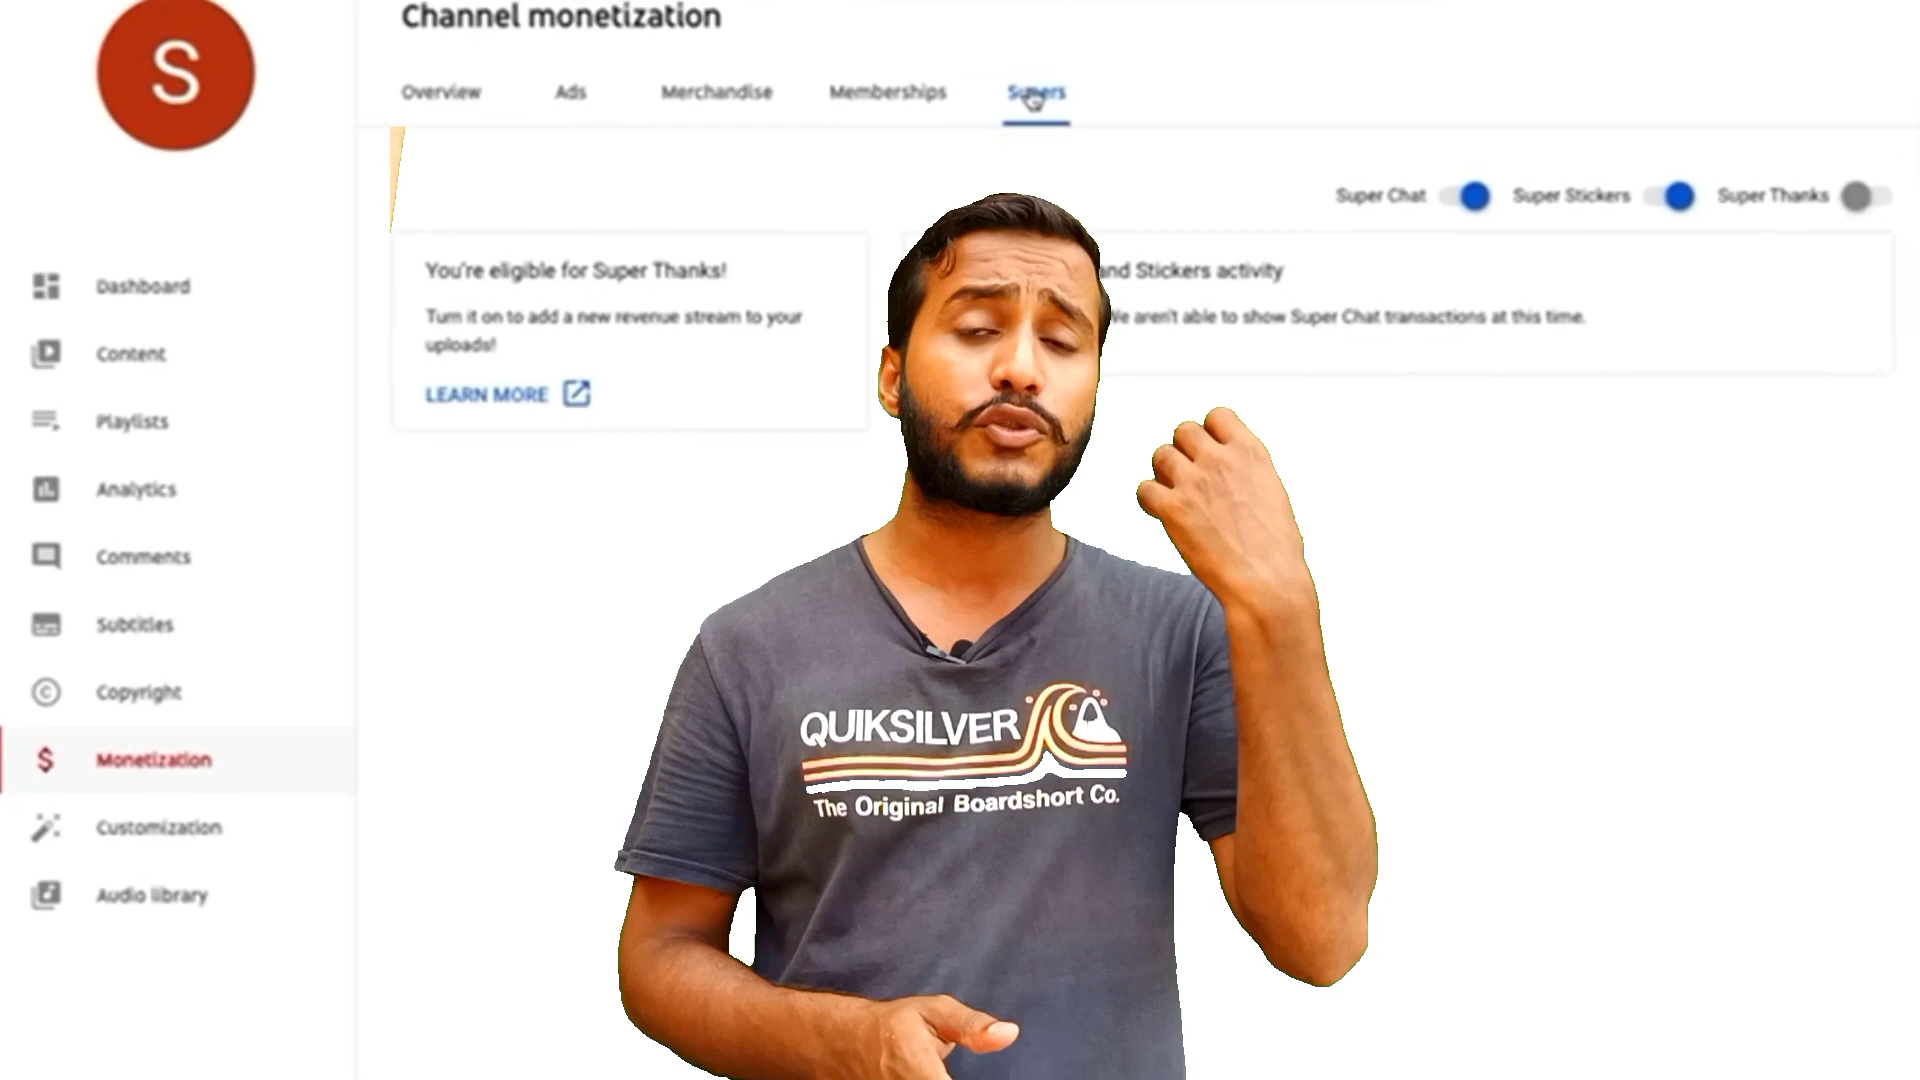 S
Channel monetization
Overview
Ads
Merchandise
Memberships
Supers
Super Chat
Super Stickers
Super Thanks
You're eligible for Super Thanks!
Turn it on to add a new revenue stream to your
uploads!
LEARN MORE
and Stickers activity
We aren't able to show Super Chat transactions at this time.
Dashboard
Content
Playlists
Analytics
Comments
Subtitles
Copyright
Monetization
Customization
Audio library
QUIKSILVER
The Original Boardshort Co.